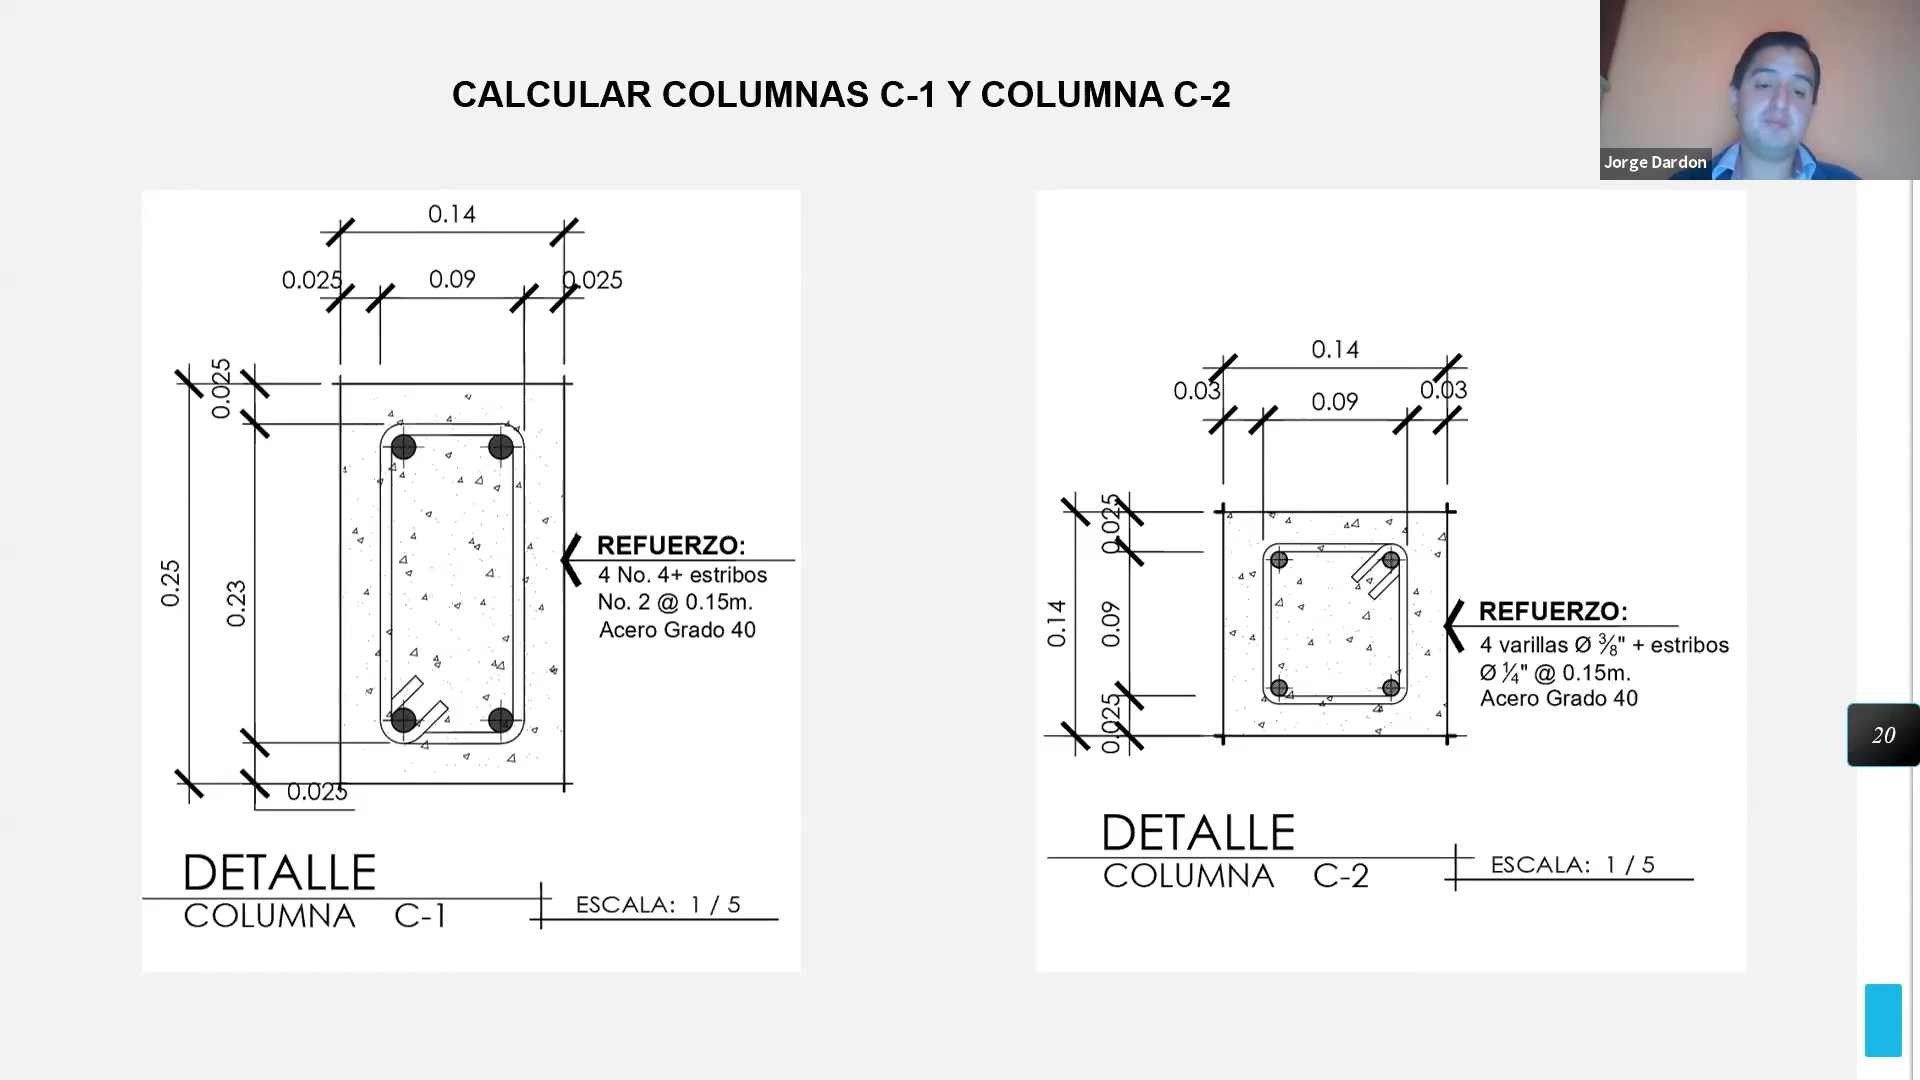 CALCULAR COLUMNAS C-1 Y COLUMNA C-2
Jorge Dardon
0.14
0.025
0.09
0.025
0.025
0.25
0.23
0.025
REFUERZO:
4 No. 4+ estribos
No. 2 @ 0.15m.
Acero Grado 40
DETALLE
COLUMNA C-1
ESCALA: 1 / 5
0.14
0.03
0.09
0.03
0.025
0.14
0.09
0.025
REFUERZO:
4 varillas Ø 3/8" + estribos
Ø 1/4" @ 0.15m.
Acero Grado 40
DETALLE
COLUMNA C-2
ESCALA: 1 / 5
20